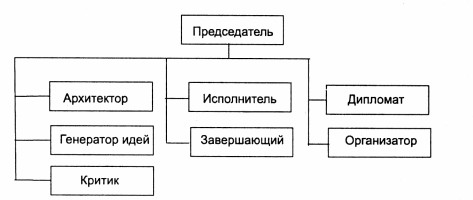 Председатель
Архитектор
Исполнитель
Дипломат
Генератор идей
Завершающий
Организатор
Критик